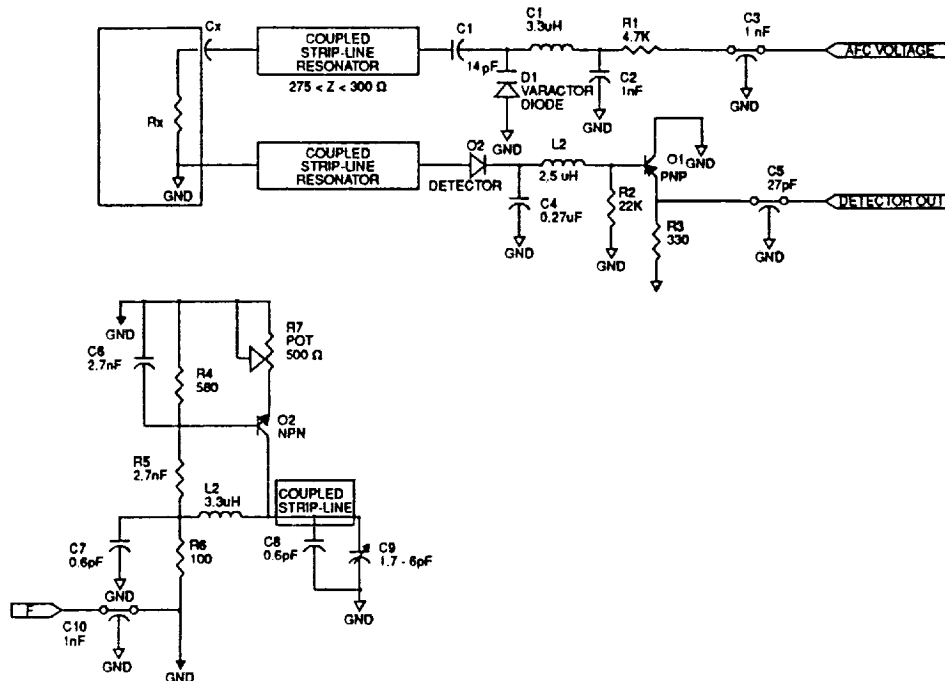 Cx
COUPLED
STRIP-LINE
RESONATOR
275 < Z < 300 Ω
C1
14pF
C1
3.3uH
R1
4.7K
C3
1 nF
AFC VOLTAGE
D1
VARACTOR
DIODE
C2
1nF
GND
GND
GND
Rx
GND
COUPLED
STRIP-LINE
RESONATOR
O2
DETECTOR
L2
2.5 uH
O1
PNP
GND
C5
27pF
DETECTOR OUT
C4
0.27uF
R2
22K
R3
330
GND
GND
GND
GND
R7
POT
500 Ω
C6
2.7nF
R4
580
O2
NPN
R5
2.7nF
L2
3.3uH
COUPLED
STRIP-LINE
C7
0.6pF
R6
100
C8
0.6pF
C9
1.7 - 6pF
GND
GND
F
C10
1nF
GND
GND